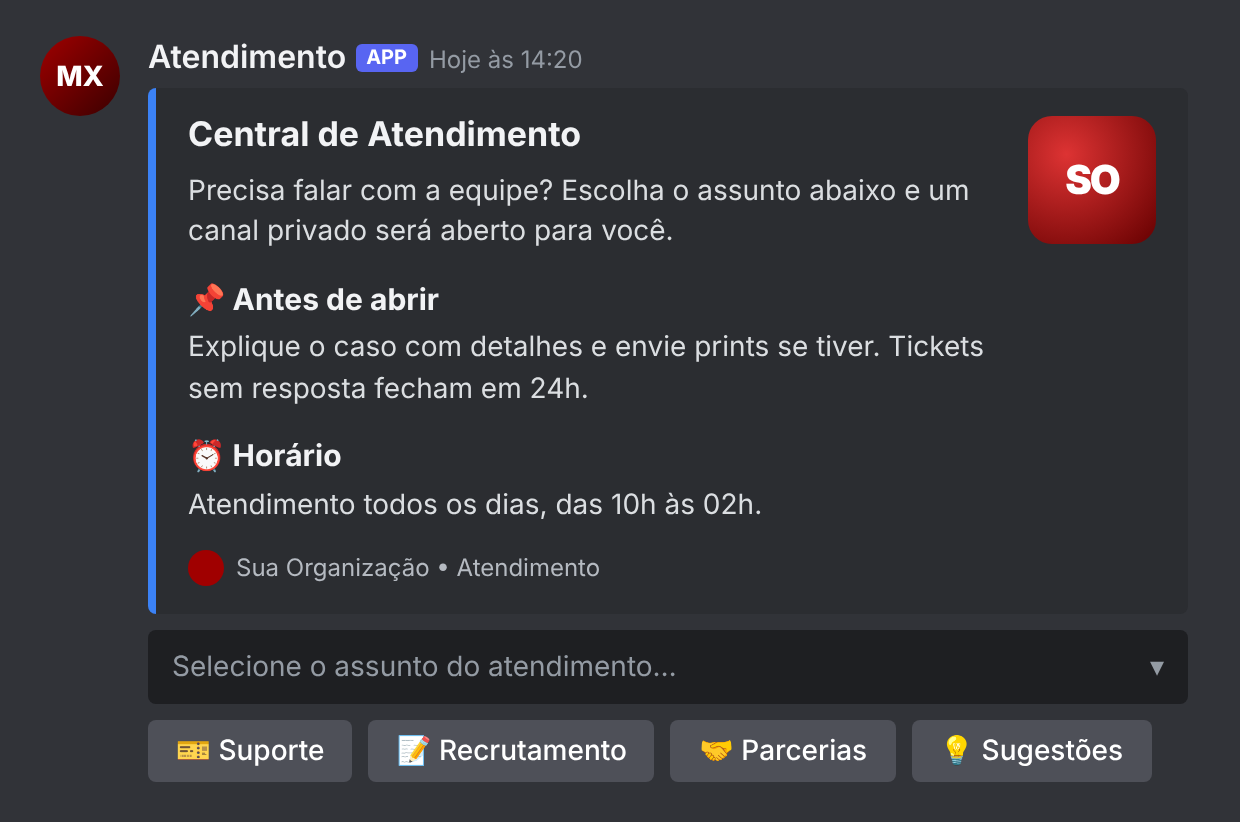 MX
Atendimento APP Hoje às 14:20
Central de Atendimento
SO
Precisa falar com a equipe? Escolha o assunto abaixo e um
canal privado será aberto para você.
📌 Antes de abrir
Explique o caso com detalhes e envie prints se tiver. Tickets
sem resposta fecham em 24h.
⏰ Horário
Atendimento todos os dias, das 10h às 02h.
Sua Organização • Atendimento
Selecione o assunto do atendimento...
🎫 Suporte 📝 Recrutamento 🤝 Parcerias 💡 Sugestões